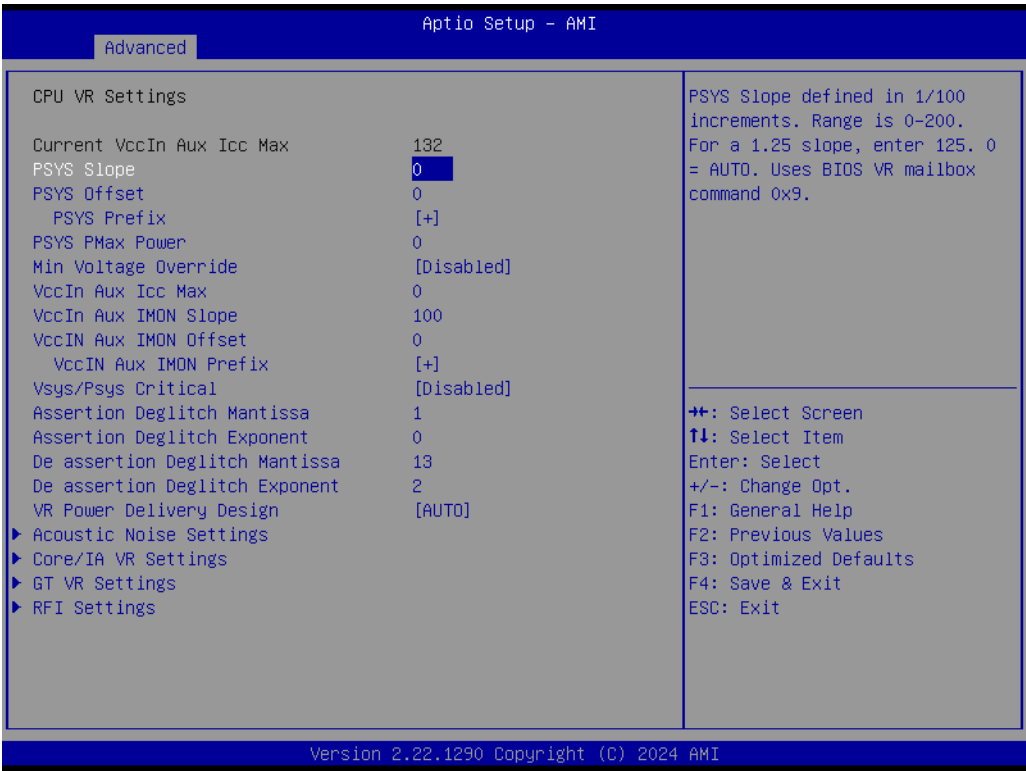 Aptio Setup – AMI
Advanced
CPU VR Settings
Current VccIn Aux Icc Max 132
PSYS Slope 0
PSYS Offset 0
PSYS Prefix [+]
PSYS PMax Power 0
Min Voltage Override [Disabled]
VccIn Aux Icc Max 0
VccIn Aux IMON Slope 100
VccIN Aux IMON Offset 0
VccIN Aux IMON Prefix [+]
Vsys/Psys Critical [Disabled]
Assertion Deglitch Mantissa 1
Assertion Deglitch Exponent 0
De assertion Deglitch Mantissa 13
De assertion Deglitch Exponent 2
VR Power Delivery Design [AUTO]
Acoustic Noise Settings
Core/IA VR Settings
GT VR Settings
RFI Settings
PSYS Slope defined in 1/100
increments. Range is 0-200.
For a 1.25 slope, enter 125. 0
= AUTO. Uses BIOS VR mailbox
command 0x9.
→←: Select Screen
↑↓: Select Item
Enter: Select
+/-: Change Opt.
F1: General Help
F2: Previous Values
F3: Optimized Defaults
F4: Save & Exit
ESC: Exit
Version 2.22.1290 Copyright (C) 2024 AMI